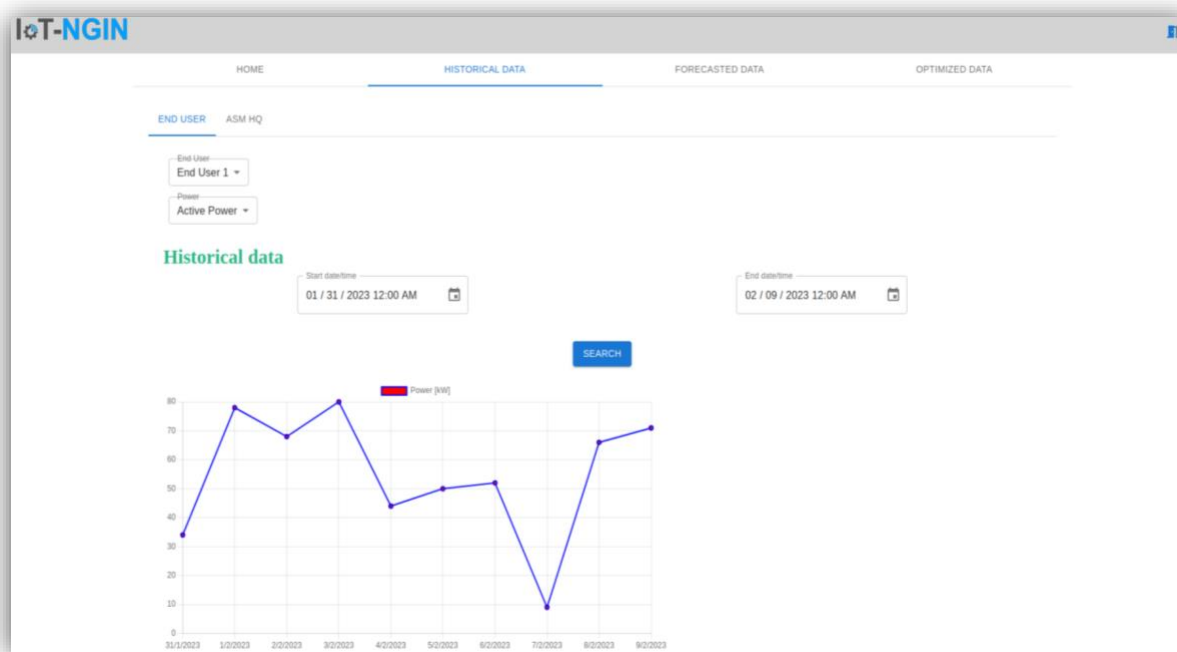 IoT-NGIN
HOME HISTORICAL DATA FORECASTED DATA OPTIMIZED DATA
END USER ASM HQ
End User
End User 1
Power
Active Power
Historical data
Start date/time End date/time
01 / 31 / 2023 12:00 AM 02 / 09 / 2023 12:00 AM
SEARCH
Power [kW]
80
70
60
50
40
30
20
10
0
31/1/2023 1/2/2023 2/2/2023 3/2/2023 4/2/2023 5/2/2023 6/2/2023 7/2/2023 8/2/2023 9/2/2023